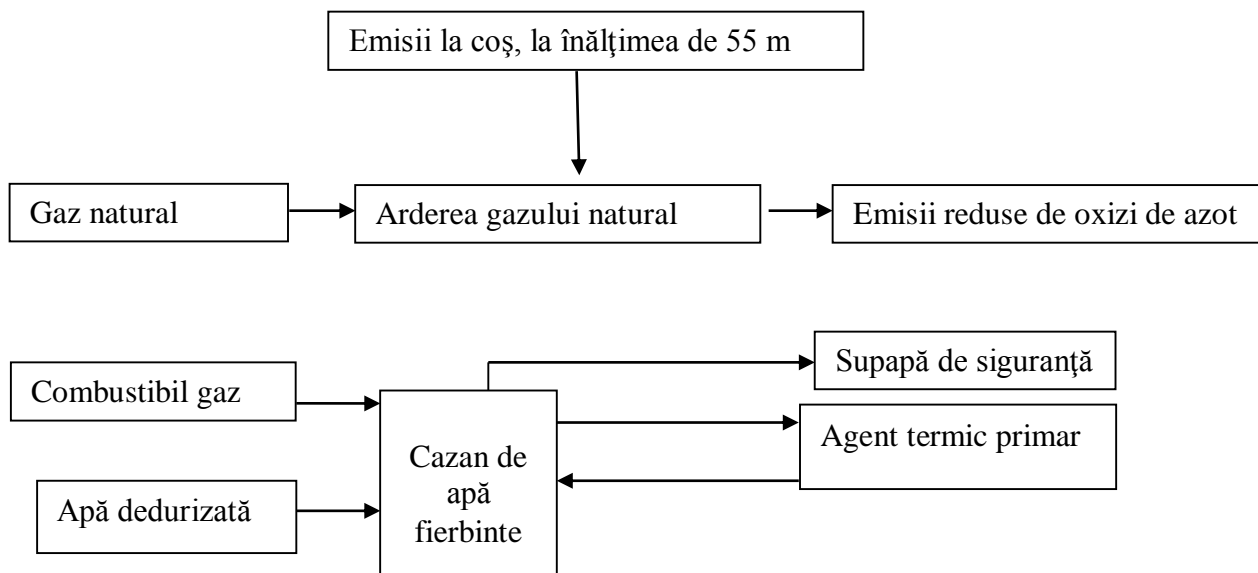 Emisii la coş, la înălţimea de 55 m
Gaz natural
Arderea gazului natural
Emisii reduse de oxizi de azot
Supapă de siguranţă
Combustibil gaz
Agent termic primar
Cazan de
apă
fierbinte
Apă dedurizată